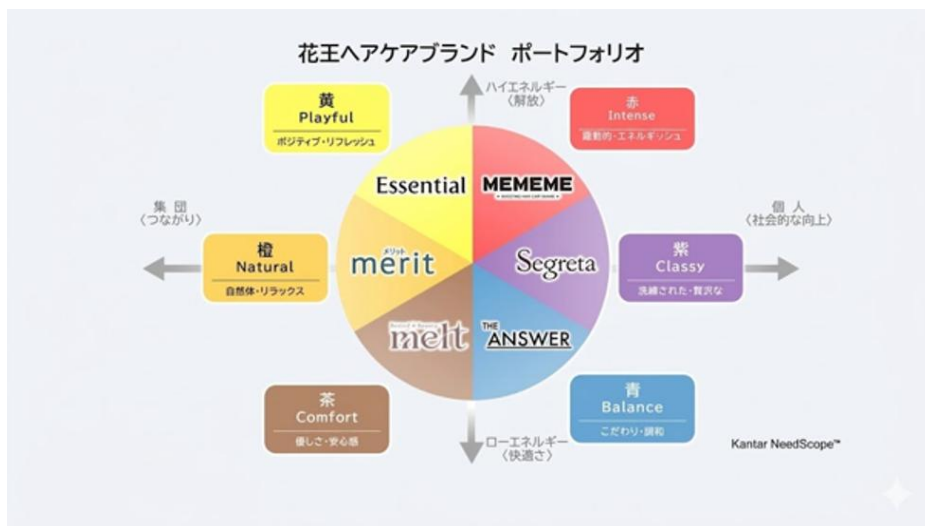 花王ヘアケアブランド ポートフォリオ
ハイエネルギー
〈解放〉
黄
Playful
ポジティブ・リフレッシュ
赤
Intense
躍動的・エネルギッシュ
Essential
MEMEME
集 団
〈つながり〉
個 人
〈社会的な向上〉
橙
Natural
自然体・リラックス
メリット
merit
Segreta
紫
Classy
洗練された・贅沢な
melt
THE
ANSWER
茶
Comfort
優しさ・安心感
青
Balance
こだわり・調和
ローエネルギー
〈快適さ〉
Kantar NeedScope™